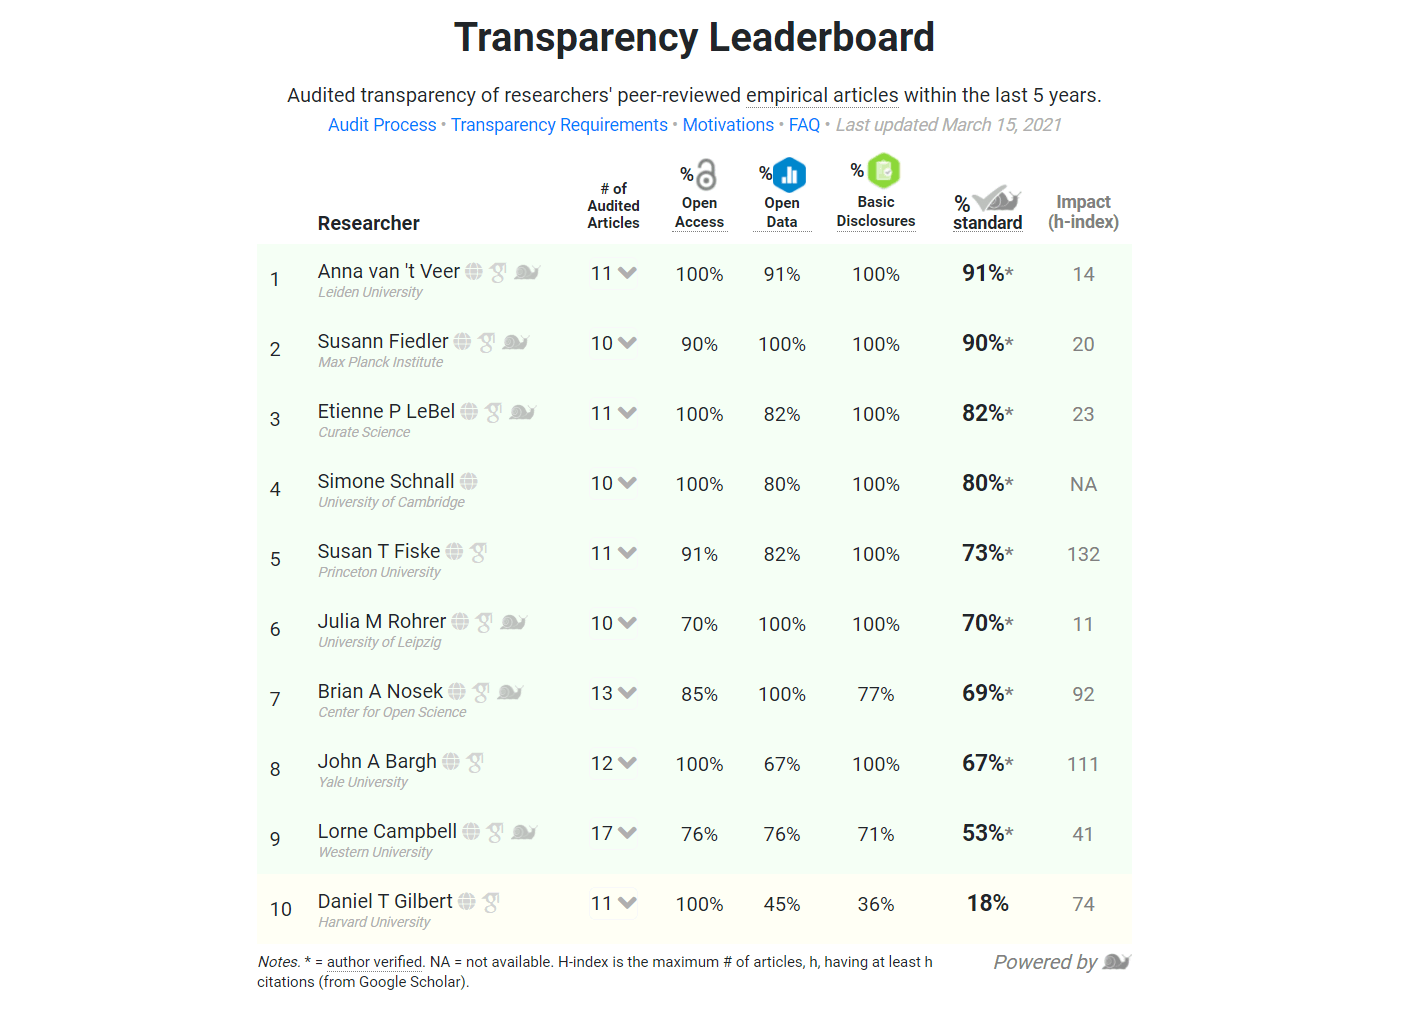 Transparency Leaderboard
Audited transparency of researchers' peer-reviewed empirical articles within the last 5 years.
Audit Process • Transparency Requirements • Motivations • FAQ • Last updated March 15, 2021
Researcher
# of
Audited
Articles
%
Open
Access
%
Open
Data
%
Basic
Disclosures
%
standard
Impact
(h-index)
1 Anna van 't Veer 11 100% 91% 100% 91%* 14
Leiden University
2 Susann Fiedler 10 90% 100% 100% 90%* 20
Max Planck Institute
3 Etienne P LeBel 11 100% 82% 100% 82%* 23
Curate Science
4 Simone Schnall 10 100% 80% 100% 80%* NA
University of Cambridge
5 Susan T Fiske 11 91% 82% 100% 73%* 132
Princeton University
6 Julia M Rohrer 10 70% 100% 100% 70%* 11
University of Leipzig
7 Brian A Nosek 13 85% 100% 77% 69%* 92
Center for Open Science
8 John A Bargh 12 100% 67% 100% 67%* 111
Yale University
9 Lorne Campbell 17 76% 76% 71% 53%* 41
Western University
10 Daniel T Gilbert 11 100% 45% 36% 18% 74
Harvard University
Notes. * = author verified. NA = not available. H-index is the maximum # of articles, h, having at least h
citations (from Google Scholar).
Powered by